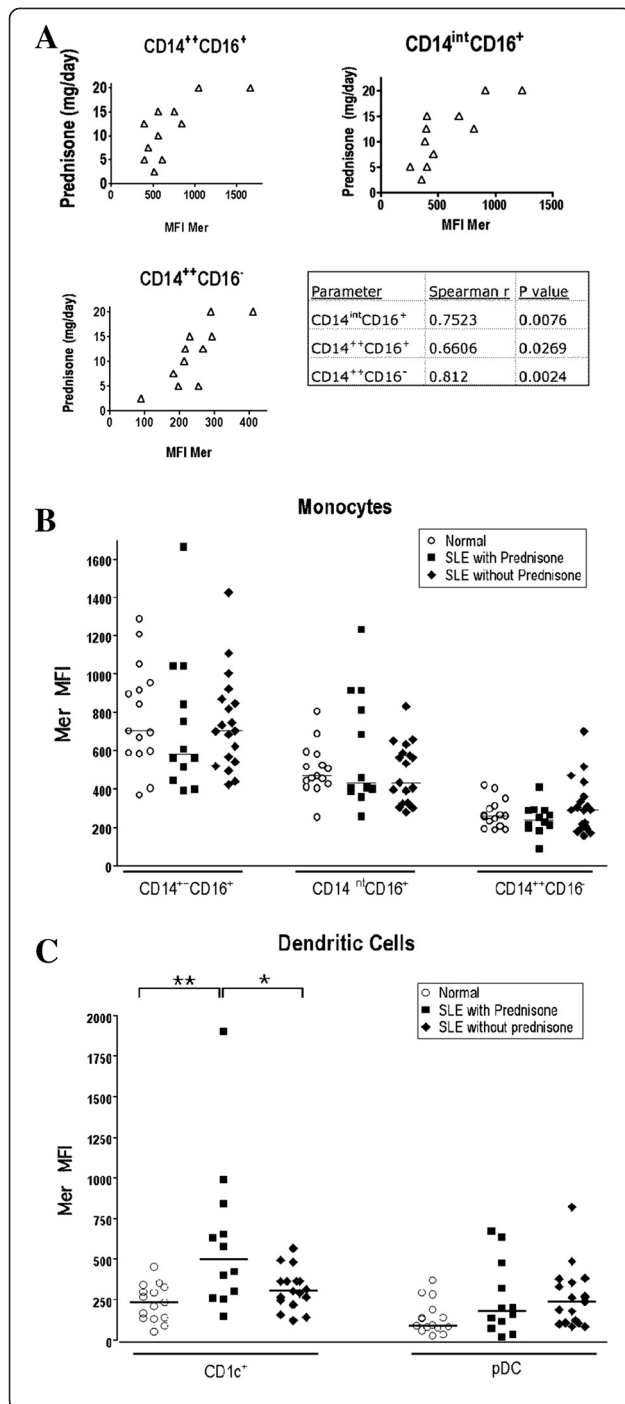 A
CD14⁺⁺CD16⁺
Prednisone (mg/day)
20
15
10
5
0
0 500 1000 1500
MFI Mer
CD14ⁱⁿᵗCD16⁺
Prednisone (mg/day)
20
15
10
5
0
0 500 1000 1500
MFI Mer
CD14⁺⁺CD16⁻
Prednisone (mg/day)
20
15
10
5
0
0 100 200 300 400
MFI Mer
Parameter Spearman r P value
CD14ⁱⁿᵗCD16⁺ 0.7523 0.0076
CD14⁺⁺CD16⁺ 0.6606 0.0269
CD14⁺⁺CD16⁻ 0.812 0.0024
B
Monocytes
Normal
SLE with Prednisone
SLE without Prednisone
Mer MFI
1600
1400
1200
1000
800
600
400
200
0
CD14⁺⁻CD16⁺ CD14 ⁿᵗCD16⁺ CD14⁺⁺CD16⁻
C
Dendritic Cells
** *
Normal
SLE with Prednisone
SLE without prednisone
Mer MFI
2000
1750
1500
1250
1000
750
500
250
0
CD1c⁺ pDC